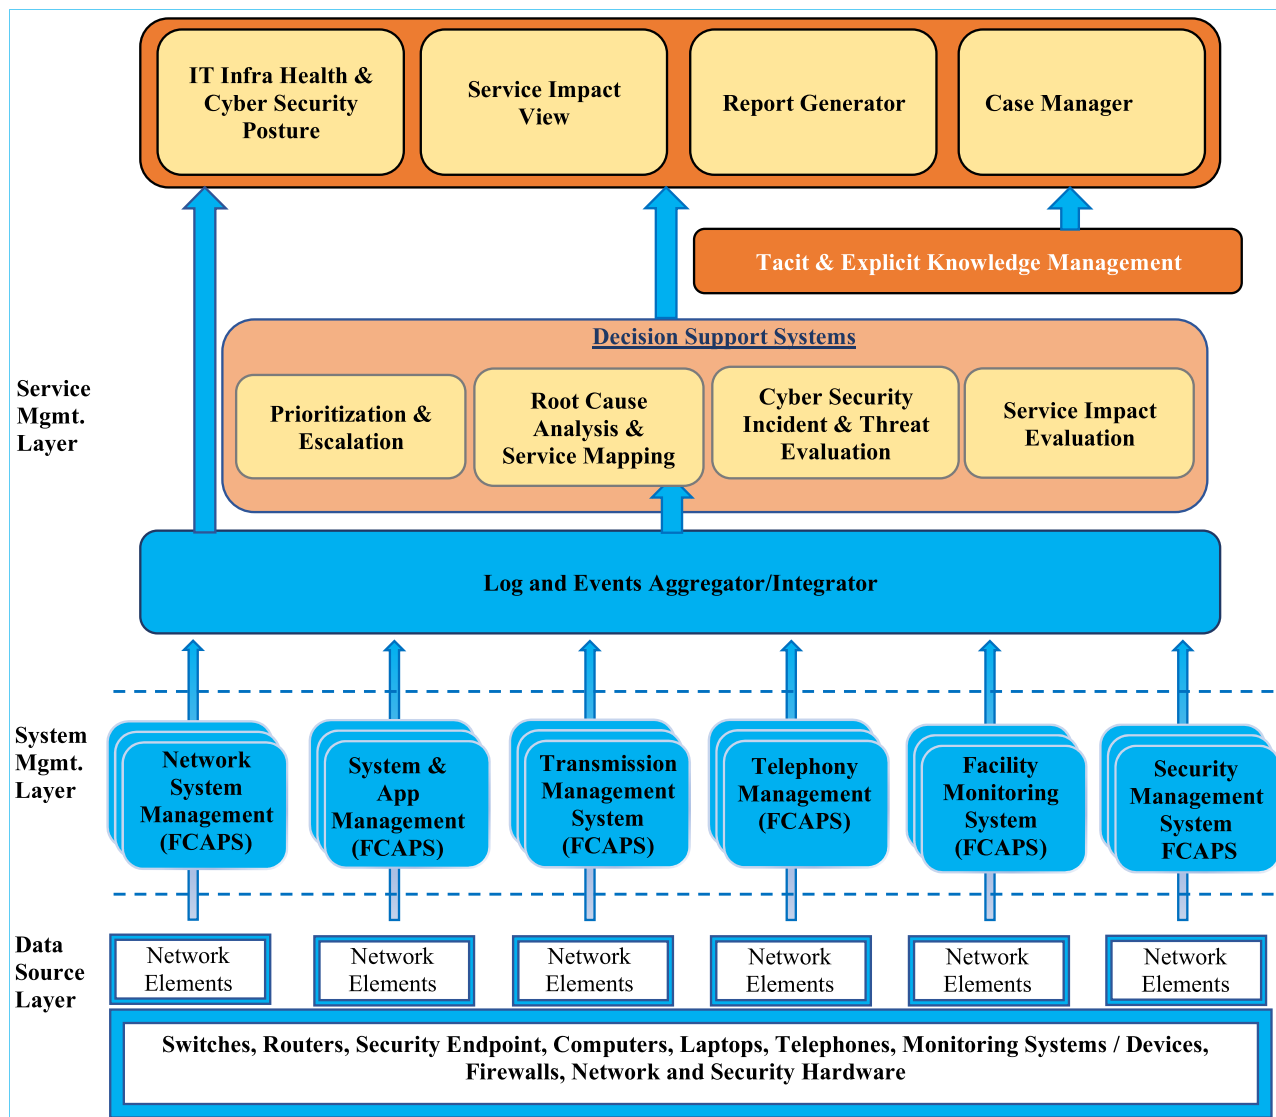 IT Infra Health &
Cyber Security
Posture
Service Impact
View
Report Generator
Case Manager
Tacit & Explicit Knowledge Management
Decision Support Systems
Service
Mgmt.
Layer
Prioritization &
Escalation
Root Cause
Analysis &
Service Mapping
Cyber Security
Incident & Threat
Evaluation
Service Impact
Evaluation
Log and Events Aggregator/Integrator
System
Mgmt.
Layer
Network
System
Management
(FCAPS)
System &
App
Management
(FCAPS)
Transmission
Management
System
(FCAPS)
Telephony
Management
(FCAPS)
Facility
Monitoring
System
(FCAPS)
Security
Management
System
FCAPS
Data
Source
Layer
Network
Elements
Network
Elements
Network
Elements
Network
Elements
Network
Elements
Network
Elements
Switches, Routers, Security Endpoint, Computers, Laptops, Telephones, Monitoring Systems / Devices,
Firewalls, Network and Security Hardware